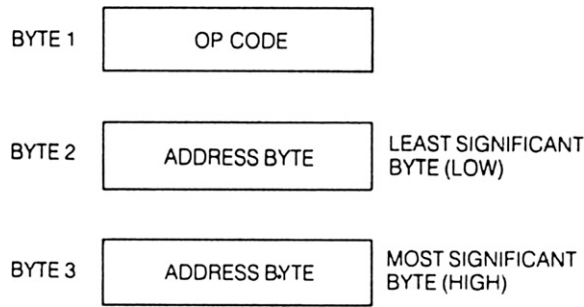 BYTE 1
OP CODE
BYTE 2
ADDRESS BYTE
LEAST SIGNIFICANT
BYTE (LOW)
BYTE 3
ADDRESS BYTE
MOST SIGNIFICANT
BYTE (HIGH)